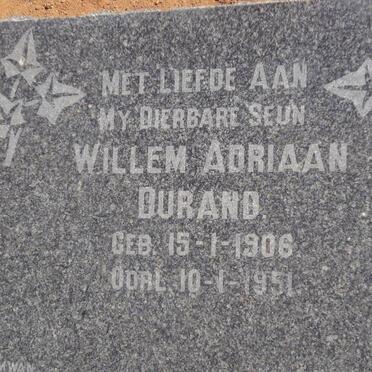 MET LIEFDE AAN
MY DIERBARE SEUN
WILLEM ADRIAAN
DURAND.
GEB. 15-1-1906
OORL. 10-1-1951